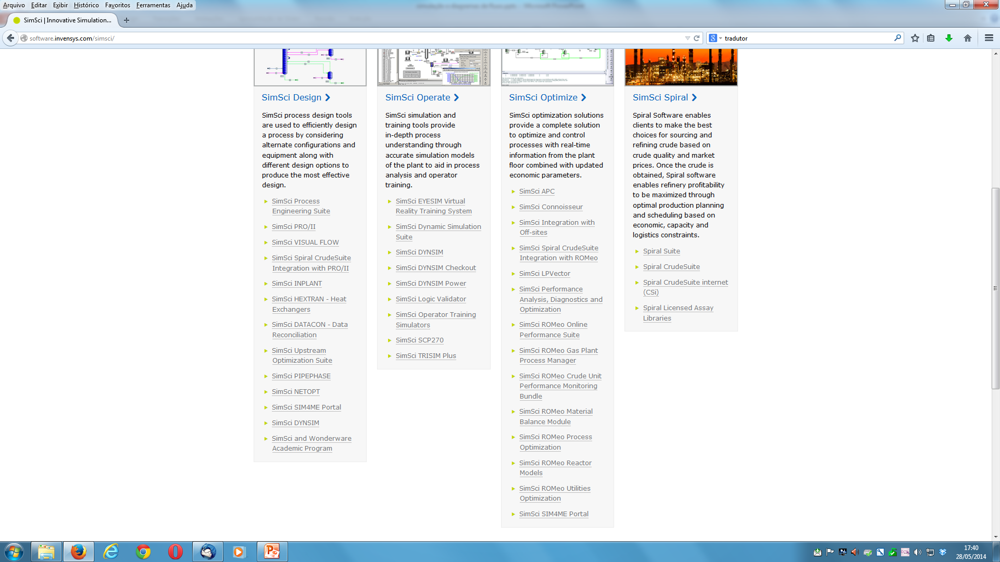 Arquivo Editar Exibir Histórico Favoritos Ferramentas Ajuda
SimSci | Innovative Simulation...
software.invensys.com/simsci/
tradutor
SimSci Design
SimSci process design tools
are used to efficiently design
a process by considering
alternate configurations and
equipment along with
different design options to
produce the most effective
design.
SimSci Process
Engineering Suite
SimSci PRO/II
SimSci VISUAL FLOW
SimSci Spiral CrudeSuite
Integration with PRO/II
SimSci INPLANT
SimSci HEXTRAN - Heat
Exchangers
SimSci DATACON - Data
Reconciliation
SimSci Upstream
Optimization Suite
SimSci PIPEPHASE
SimSci NETOPT
SimSci SIM4ME Portal
SimSci DYNSIM
SimSci and Wonderware
Academic Program
SimSci Operate
SimSci simulation and
training tools provide
in-depth process
understanding through
accurate simulation models
of the plant to aid in process
analysis and operator
training.
SimSci EYESIM Virtual
Reality Training System
SimSci Dynamic Simulation
Suite
SimSci DYNSIM
SimSci DYNSIM Checkout
SimSci DYNSIM Power
SimSci Logic Validator
SimSci Operator Training
Simulators
SimSci SCP270
SimSci TRISIM Plus
SimSci Optimize
SimSci optimization solutions
provide a complete solution
to optimize and control
processes with real-time
information from the plant
floor combined with updated
economic parameters.
SimSci APC
SimSci Connoisseur
SimSci Integration with
Off-sites
SimSci Spiral CrudeSuite
Integration with ROMeo
SimSci LPVector
SimSci Performance
Analysis, Diagnostics and
Optimization
SimSci ROMeo Online
Performance Suite
SimSci ROMeo Gas Plant
Process Manager
SimSci ROMeo Crude Unit
Performance Monitoring
Bundle
SimSci ROMeo Material
Balance Module
SimSci ROMeo Process
Optimization
SimSci ROMeo Reactor
Models
SimSci ROMeo Utilities
Optimization
SimSci SIM4ME Portal
SimSci Spiral
Spiral Software enables
clients to make the best
choices for sourcing and
refining crude based on
crude quality and market
prices. Once the crude is
obtained, Spiral software
enables refinery profitability
to be maximized through
optimal production planning
and scheduling based on
economic, capacity and
logistics constraints.
Spiral Suite
Spiral CrudeSuite
Spiral CrudeSuite internet
(CSi)
Spiral Licensed Assay
Libraries
17:40
28/05/2014